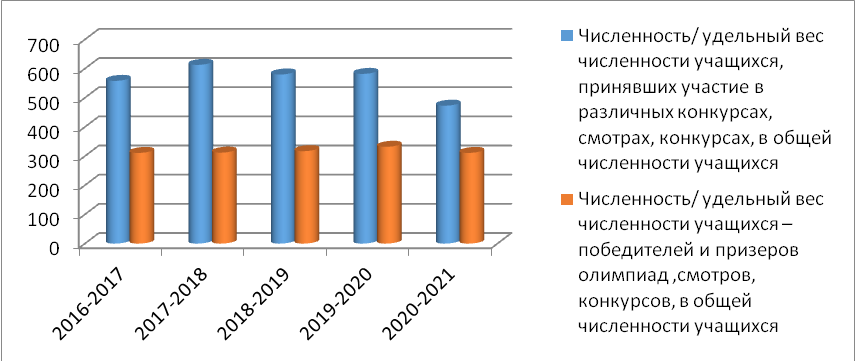 700
600
500
400
300
200
100
0
2016-2017
2017-2018
2018-2019
2019-2020
2020-2021
Численность/ удельный вес
численности учащихся,
принявших участие в
различных конкурсах,
смотрах, конкурсах, в общей
численности учащихся
Численность/ удельный вес
численности учащихся –
победителей и призеров
олимпиад ,смотров,
конкурсов, в общей
численности учащихся